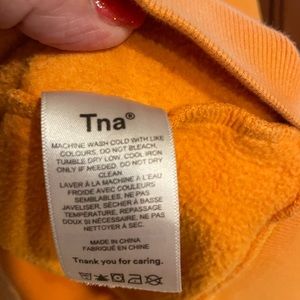 Tna®
MACHINE WASH COLD WITH LIKE
COLOURS, DO NOT BLEACH,
TUMBLE DRY LOW, COOL IRON
ONLY IF NEEDED, DO NOT DRY
CLEAN
LAVER À LA MACHINE À L'EAU
FROIDE AVEC COULEURS
SEMBLABLES, NE PAS
JAVELISER, SÉCHER À BASSE
TEMPÉRATURE, REPASSAGE
DOUX SI NÉCESSAIRE, NE PAS
NETTOYER À SEC.
MADE IN CHINA
FABRIQUÉ EN CHINE
Thank you for caring.